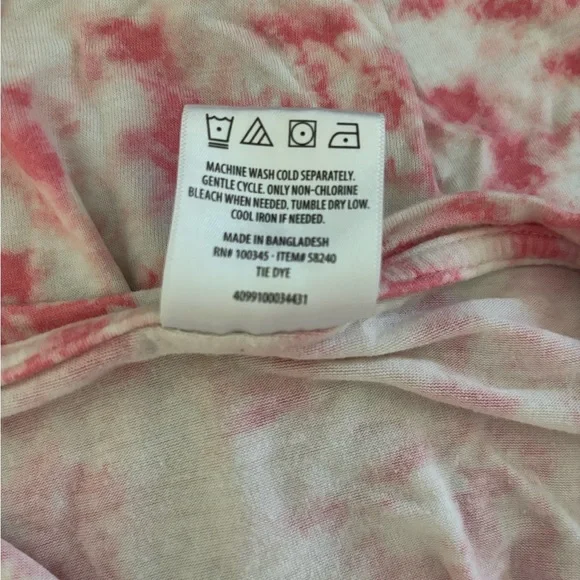 MACHINE WASH COLD SEPARATELY.
GENTLE CYCLE. ONLY NON-CHLORINE
BLEACH WHEN NEEDED. TUMBLE DRY LOW.
COOL IRON IF NEEDED.
MADE IN BANGLADESH
RN# 100345 - ITEM# 58240
TIE DYE
4099100034431